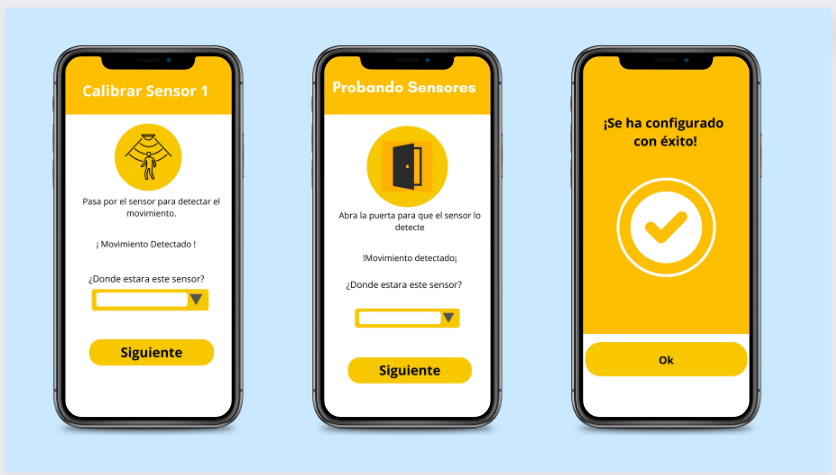 Calibrar Sensor 1
Pasa por el sensor para detectar el
movimiento.
¡ Movimiento Detectado !
¿Donde estara este sensor?
Siguiente
Probando Sensores
Abra la puerta para que el sensor lo
detecte
!Movimiento detectado¡
¿Donde estara este sensor?
Siguiente
¡Se ha configurado
con éxito!
Ok